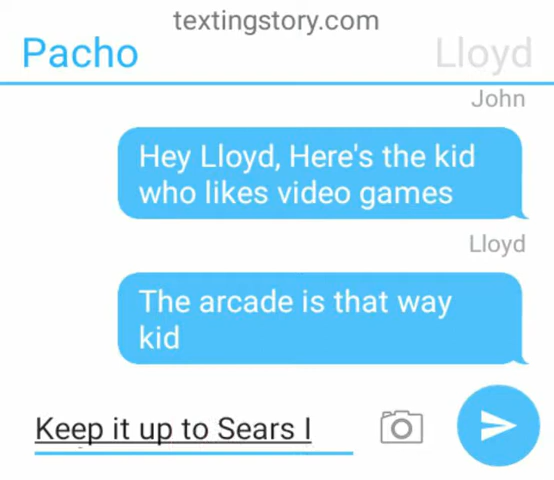 textingstory.com
Pacho Lloyd
John
Hey Lloyd, Here's the kid
who likes video games
Lloyd
The arcade is that way
kid
Keep it up to Sears I